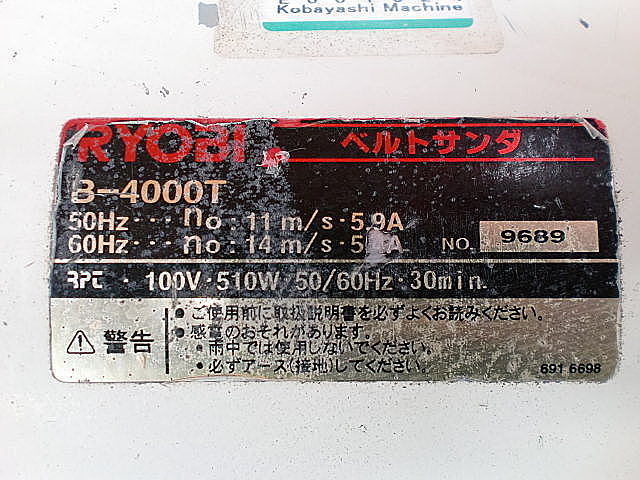 Kobayashi Machine
RYOBI ベルトサンダ
B-4000T
50Hz··· no:11m/s·5.9A
60Hz··· no:14m/s·5. A NO. 9689
· 100V·510W 50/60Hz·30min.
⚠ 警告
•ご使用前に取扱説明書を必ずよくお読みください。
•感電のおそれがあります。
・雨中では使用しないでください。
・必ずアース(接地)してください。
691 6698